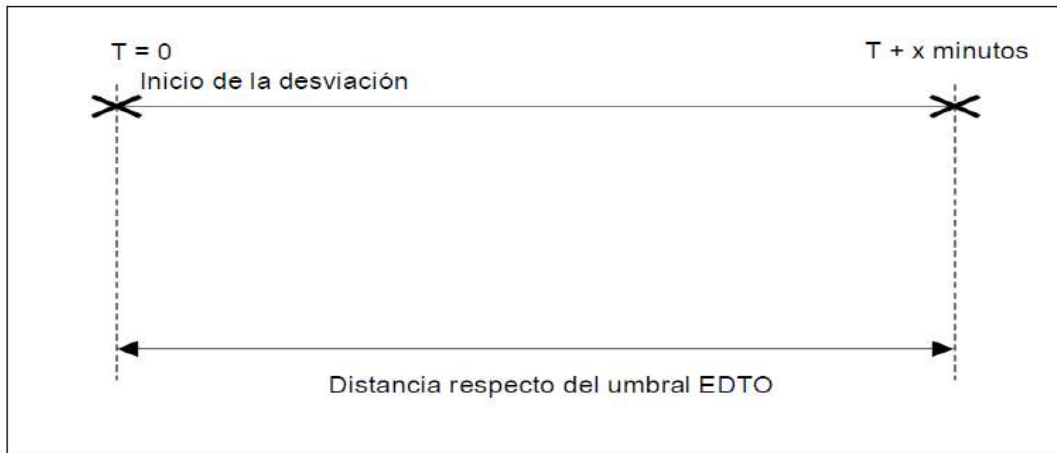 T = 0
T + x minutos
Inicio de la desviación
Distancia respecto del umbral EDTO